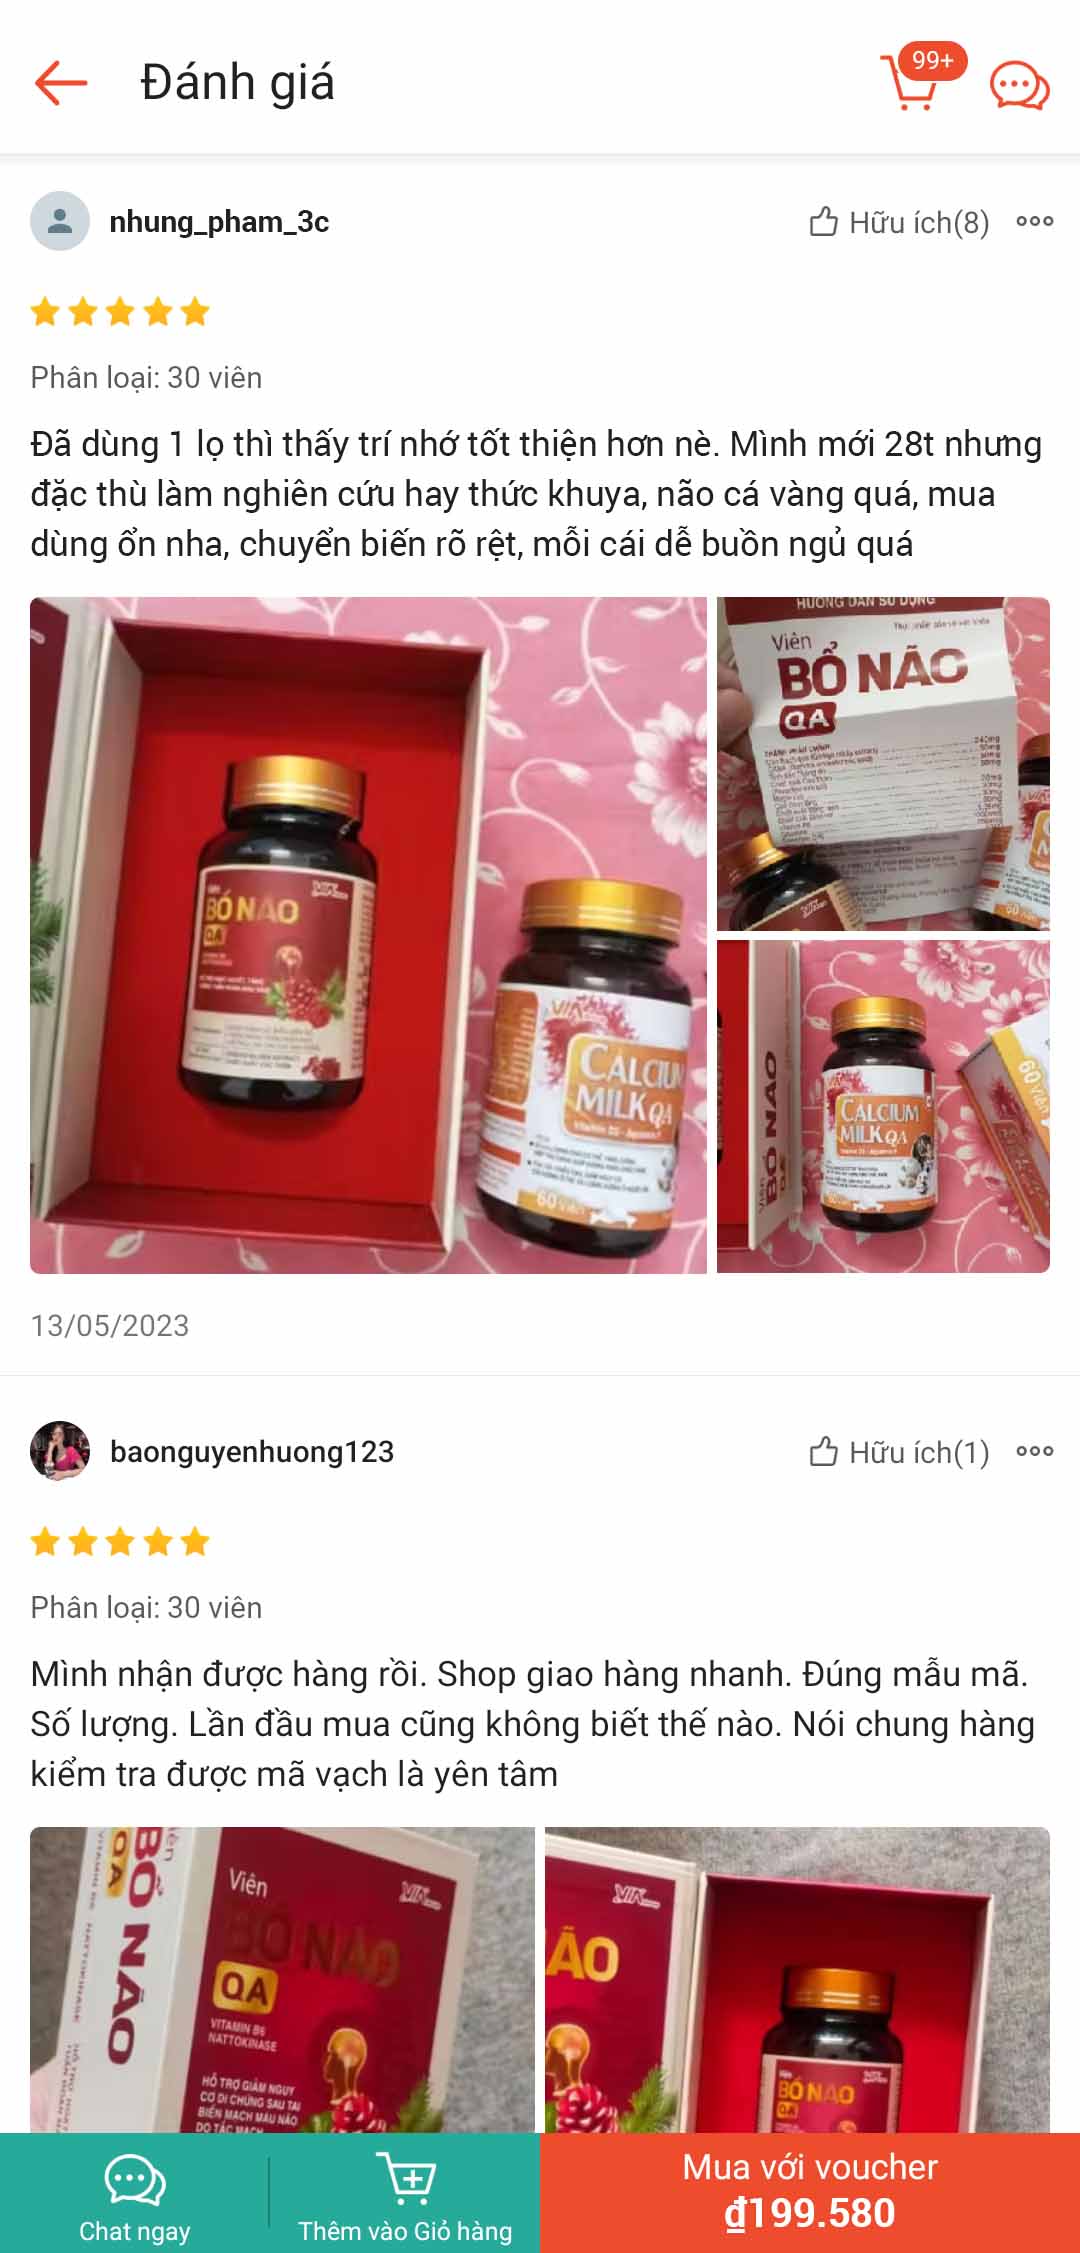 Đánh giá
99+
nhung_pham_3c
Hữu ích(8)
Phân loại: 30 viên
Đã dùng 1 lọ thì thấy trí nhớ tốt thiện hơn nè. Mình mới 28t nhưng
đặc thù làm nghiên cứu hay thức khuya, não cá vàng quá, mua
dùng ổn nha, chuyển biến rõ rệt, mỗi cái dễ buồn ngủ quá
BỔ NÃO
QA
CALCIUM
MILK QA
60 Viên
HƯỚNG DẪN SỬ DỤNG
Viên
BỔ NÃO
QA
Viên
BỔ NÃO
QA
CALCIUM
MILK QA
60 Viên
13/05/2023
baonguyenhuong123
Hữu ích(1)
Phân loại: 30 viên
Mình nhận được hàng rồi. Shop giao hàng nhanh. Đúng mẫu mã.
Số lượng. Lần đầu mua cũng không biết thế nào. Nói chung hàng
kiểm tra được mã vạch là yên tâm
BỔ NÃO
QA
Viên
BỔ NÃO
QA
VITAMIN B6
NATTOKINASE
HỖ TRỢ GIẢM NGUY
CƠ DI CHỨNG SAU TAI
BIẾN MẠCH MÁU NÃO
DO TẮC MẠCH
ÃO
BỔ NÃO
QA
Chat ngay
Thêm vào Giỏ hàng
Mua với voucher
₫199.580